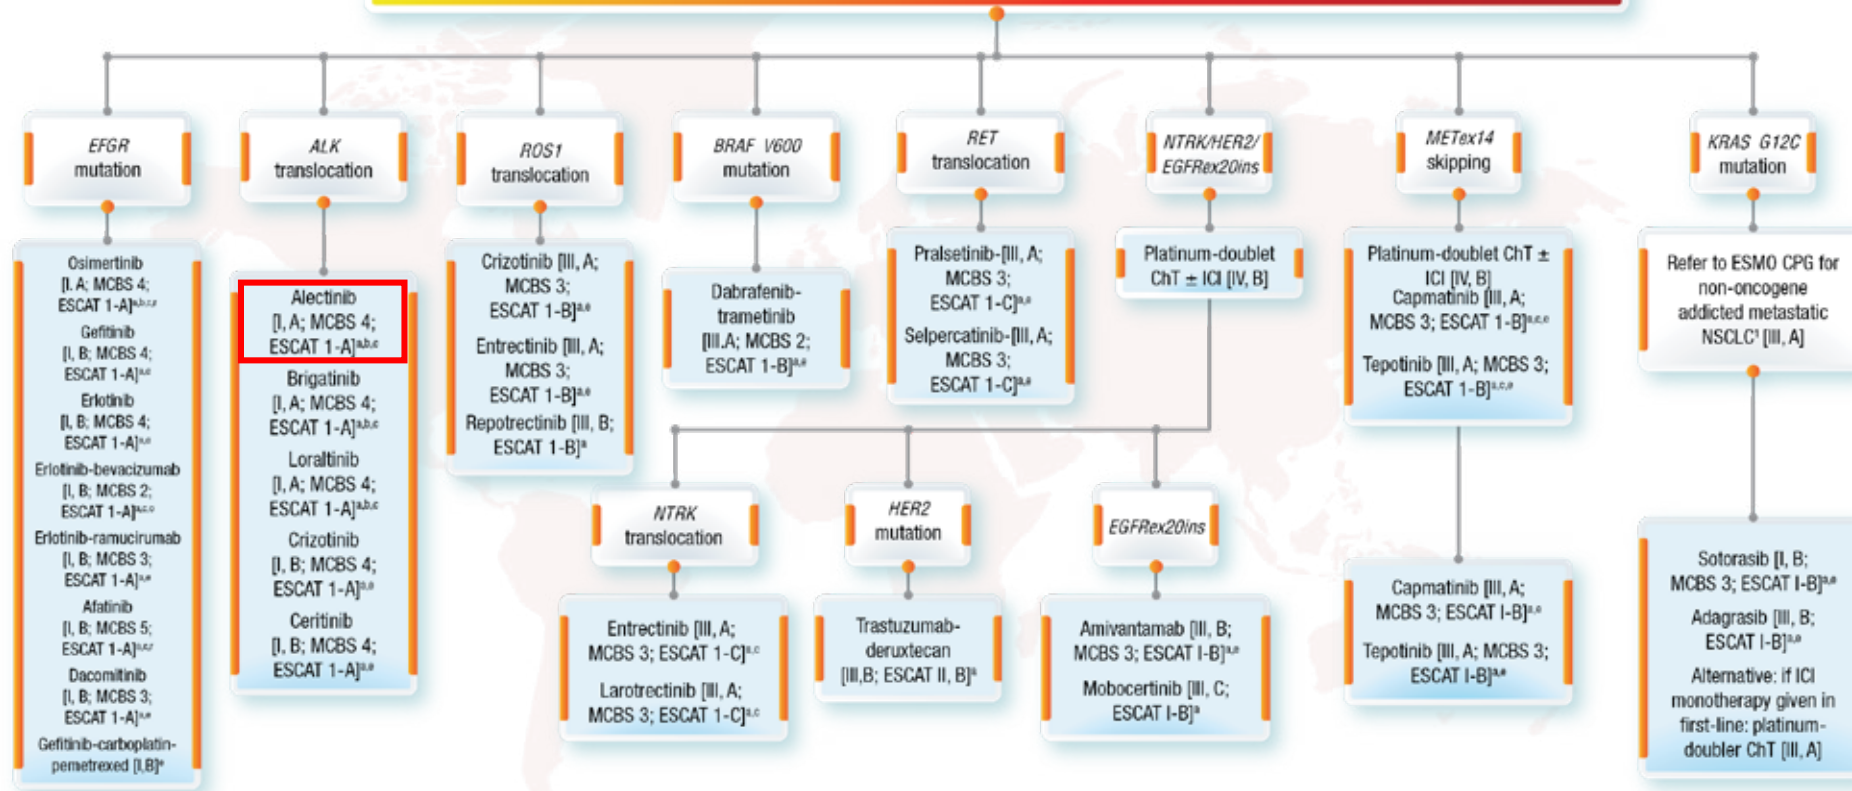 EFGR
mutation
Osimertinib
[I. A; MCBS 4;
ESCAT 1-A]
Gefitinib
[I, B; MCBS 4;
ESCAT 1-A]
Erlotinib
[I, B; MCBS 4;
ESCAT 1-A]
Erlotinib-bevacizumab
[I, B; MCBS 2;
ESCAT 1-A]
Erlotinib-ramucirumab
[I, B; MCBS 3;
ESCAT 1-A]
Afatinib
[I, B; MCBS 5;
ESCAT 1-A]
Dacomitinib
[I, B; MCBS 3;
ESCAT 1-A]
Gefitinib-carboplatin-
pemetrexed [I,B]
ALK
translocation
Alectinib
[I, A; MCBS 4;
ESCAT 1-A]a,b,c
Brigatinib
[I, A; MCBS 4;
ESCAT 1-A]a,b,c
Loraltinib
[I, A; MCBS 4;
ESCAT 1-A]a,b,c
Crizotinib
[I, B; MCBS 4;
ESCAT 1-A]
Ceritinib
[I, B; MCBS 4;
ESCAT 1-A]
ROS1
translocation
Crizotinib [III, A;
MCBS 3;
ESCAT 1-B]a,e
Entrectinib [III, A;
MCBS 3;
ESCAT 1-B]a,e
Repotrectinib [III, B;
ESCAT 1-B]a
BRAF V600
mutation
Dabrafenib-
trametinib
[III.A; MCBS 2;
ESCAT 1-B]a,e
RET
translocation
Pralsetinib-[III, A;
MCBS 3;
ESCAT 1-C]a,e
Selpercatinib-[III, A;
MCBS 3;
ESCAT 1-C]a,e
NTRK/HER2/
EGFRex20ins
Platinum-doublet
ChT ± ICI [IV, B]
NTRK
translocation
Entrectinib [III, A;
MCBS 3; ESCAT 1-C]a,c
Larotrectinib [III, A;
MCBS 3; ESCAT 1-C]a,c
HER2
mutation
Trastuzumab-
deruxtecan
[III,B; ESCAT II, B]a
EGFRex20ins
Amivantamab [III, B;
MCBS 3; ESCAT I-B]a,e
Mobocertinib [III, C;
ESCAT I-B]a
METex14
skipping
Platinum-doublet ChT ±
ICI [IV, B]
Capmatinib [III, A;
MCBS 3; ESCAT 1-B]
Tepotinib [III, A; MCBS 3;
ESCAT 1-B]
Capmatinib [III, A;
MCBS 3; ESCAT I-B]a,e
Tepotinib [III, A; MCBS 3;
ESCAT I-B]a,e
KRAS G12C
mutation
Refer to ESMO CPG for
non-oncogene
addicted metastatic
NSCLC1 [III, A]
Sotorasib [I, B;
MCBS 3; ESCAT I-B]a,e
Adagrasib [III, B;
ESCAT I-B]a,e
Alternative: if ICI
monotherapy given in
first-line: platinum-
doubler ChT [III, A]